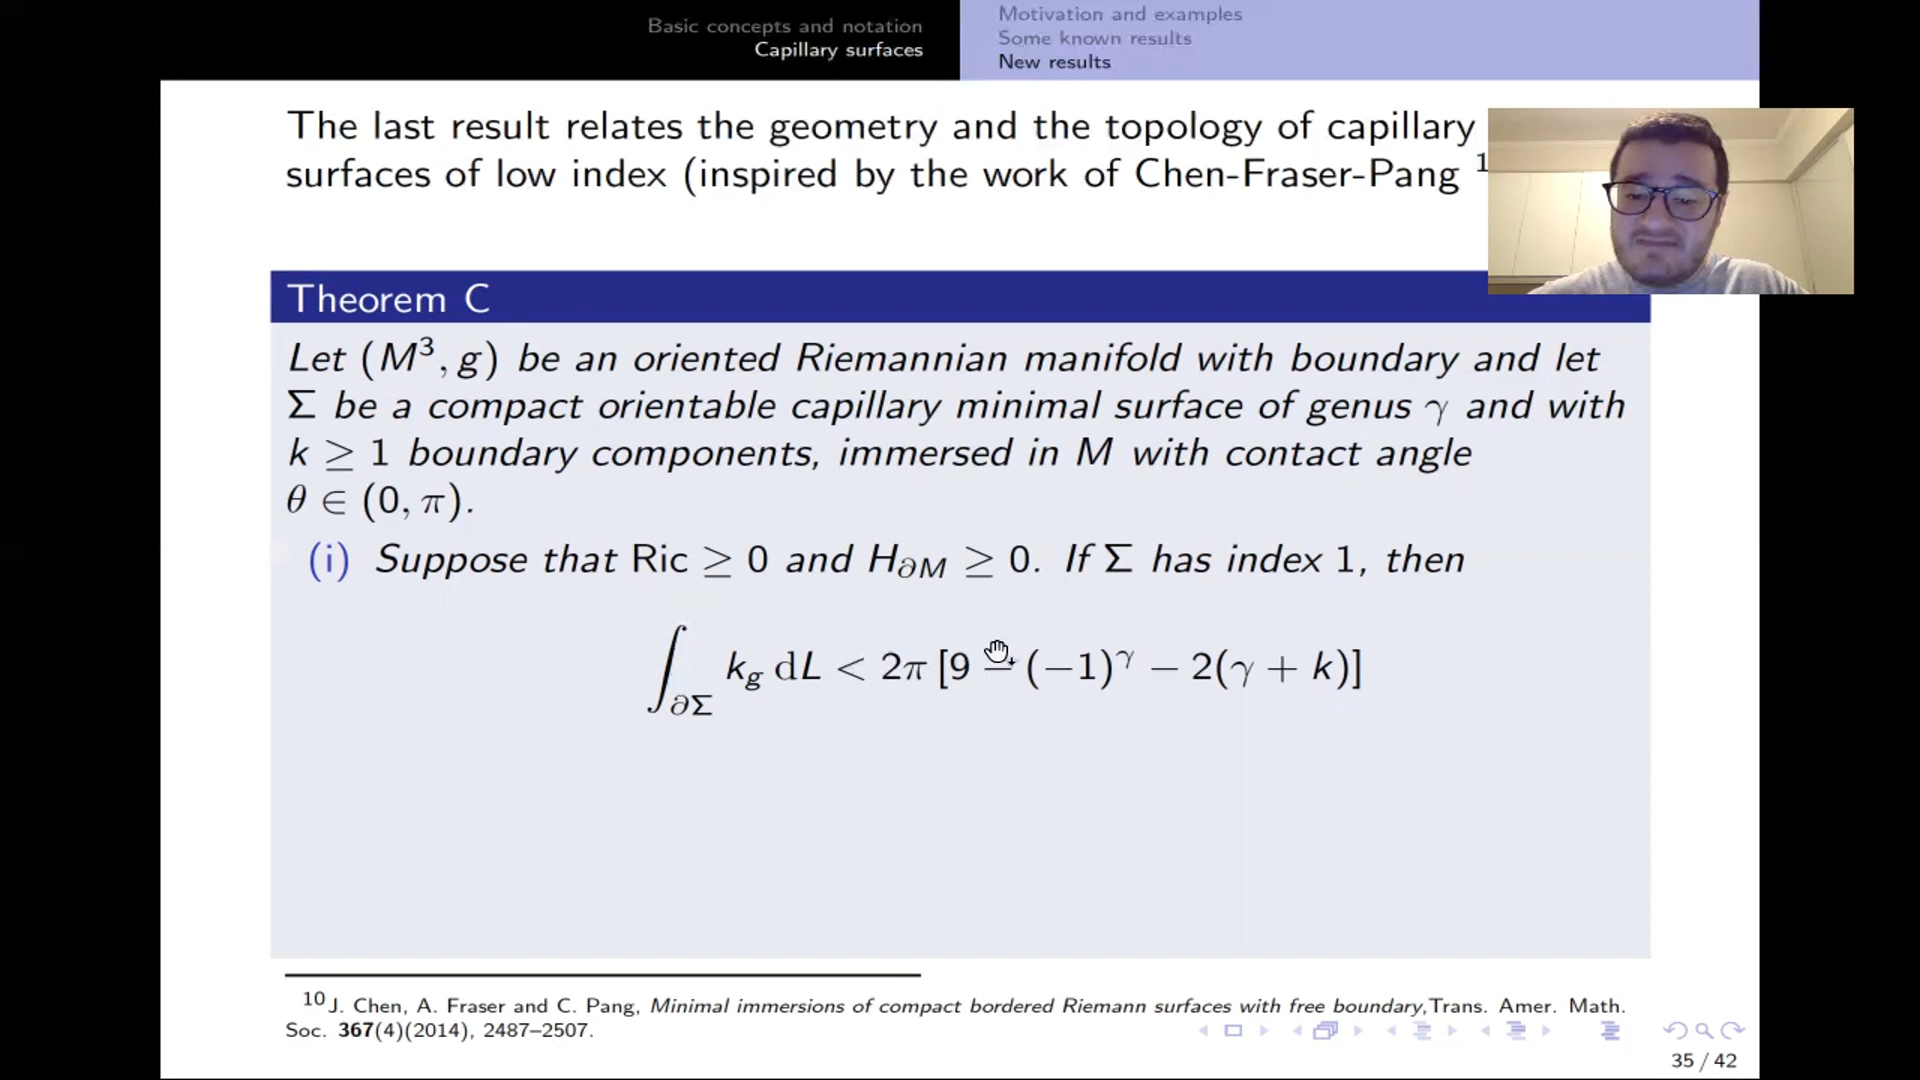 Basic concepts and notation
Capillary surfaces
Motivation and examples
Some known results
New results
The last result relates the geometry and the topology of capillary
surfaces of low index (inspired by the work of Chen-Fraser-Pang 1
Theorem C
Let (M³, g) be an oriented Riemannian manifold with boundary and let
Σ be a compact orientable capillary minimal surface of genus γ and with
k ≥ 1 boundary components, immersed in M with contact angle
θ ∈ (0, π).
(i) Suppose that Ric ≥ 0 and H∂M ≥ 0. If Σ has index 1, then
∫∂Σ kg dL < 2π [9 − (−1)^γ − 2(γ + k)]
¹⁰J. Chen, A. Fraser and C. Pang, Minimal immersions of compact bordered Riemann surfaces with free boundary,Trans. Amer. Math.
Soc. 367(4)(2014), 2487–2507.
35 / 42